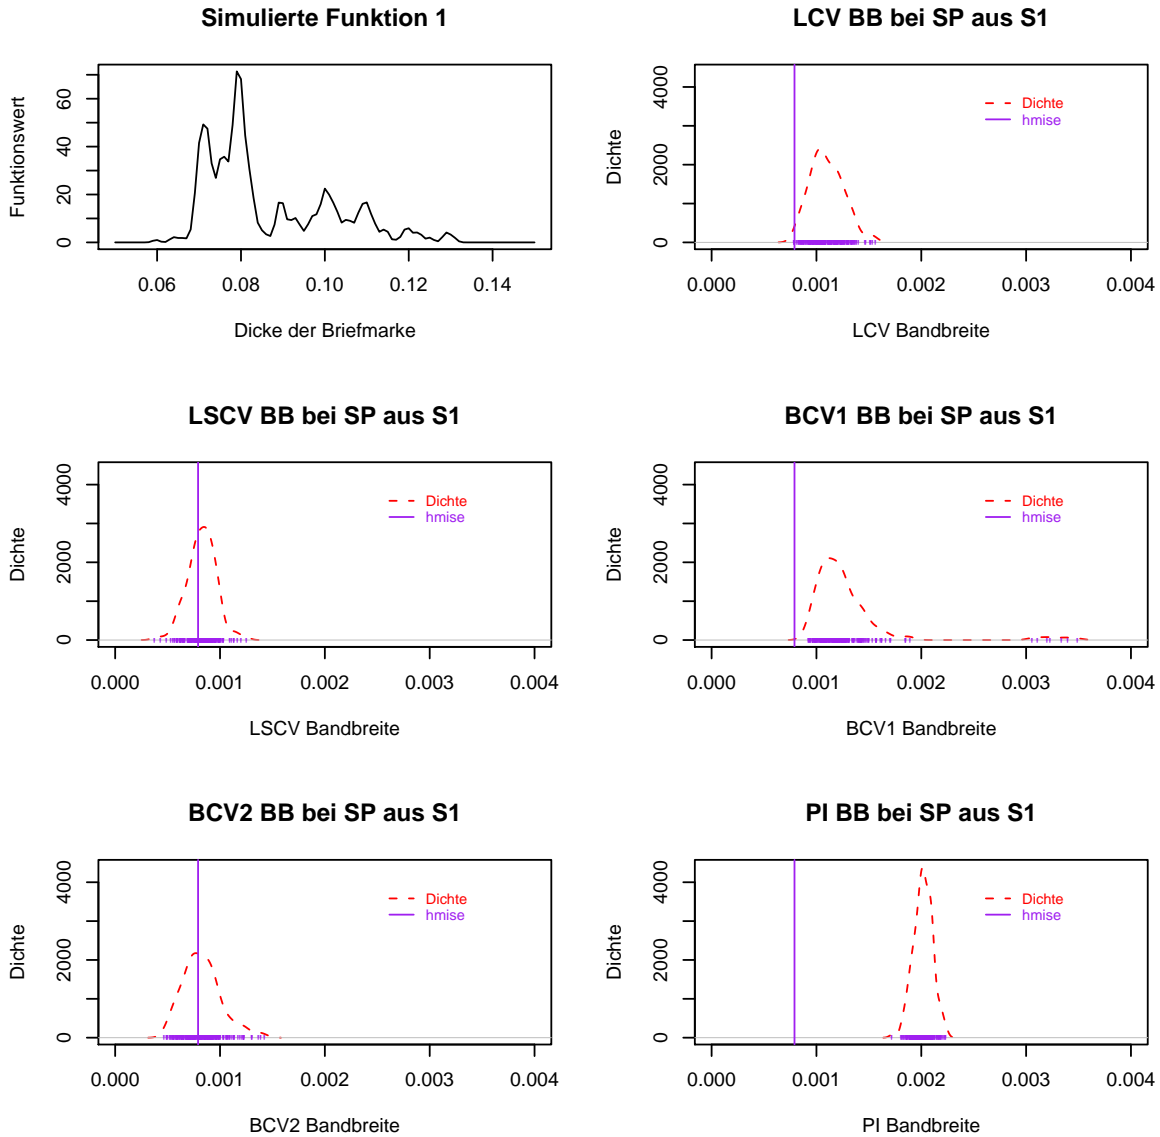 Simulierte Funktion 1
Funktionswert
0
20
40
60
0.06
0.08
0.10
0.12
0.14
Dicke der Briefmarke
LCV BB bei SP aus S1
Dichte
0
2000
4000
Dichte
hmise
0.000
0.001
0.002
0.003
0.004
LCV Bandbreite
LSCV BB bei SP aus S1
Dichte
0
2000
4000
Dichte
hmise
0.000
0.001
0.002
0.003
0.004
LSCV Bandbreite
BCV1 BB bei SP aus S1
Dichte
0
2000
4000
Dichte
hmise
0.000
0.001
0.002
0.003
0.004
BCV1 Bandbreite
BCV2 BB bei SP aus S1
Dichte
0
2000
4000
Dichte
hmise
0.000
0.001
0.002
0.003
0.004
BCV2 Bandbreite
PI BB bei SP aus S1
Dichte
0
2000
4000
Dichte
hmise
0.000
0.001
0.002
0.003
0.004
PI Bandbreite